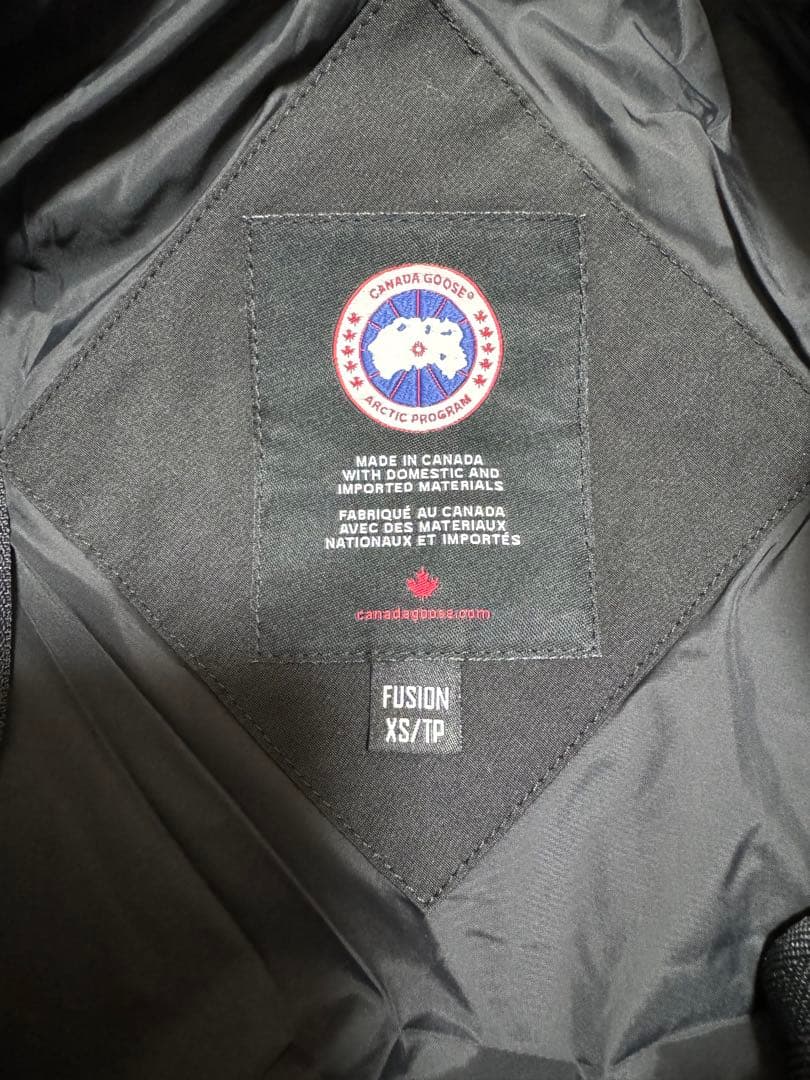 CANADA GOOSE®
ARCTIC PROGRAM
MADE IN CANADA
WITH DOMESTIC AND
IMPORTED MATERIALS
FABRIQUÉ AU CANADA
AVEC DES MATERIAUX
NATIONAUX ET IMPORTÉS
canadagoose.com
FUSION
XS/TP